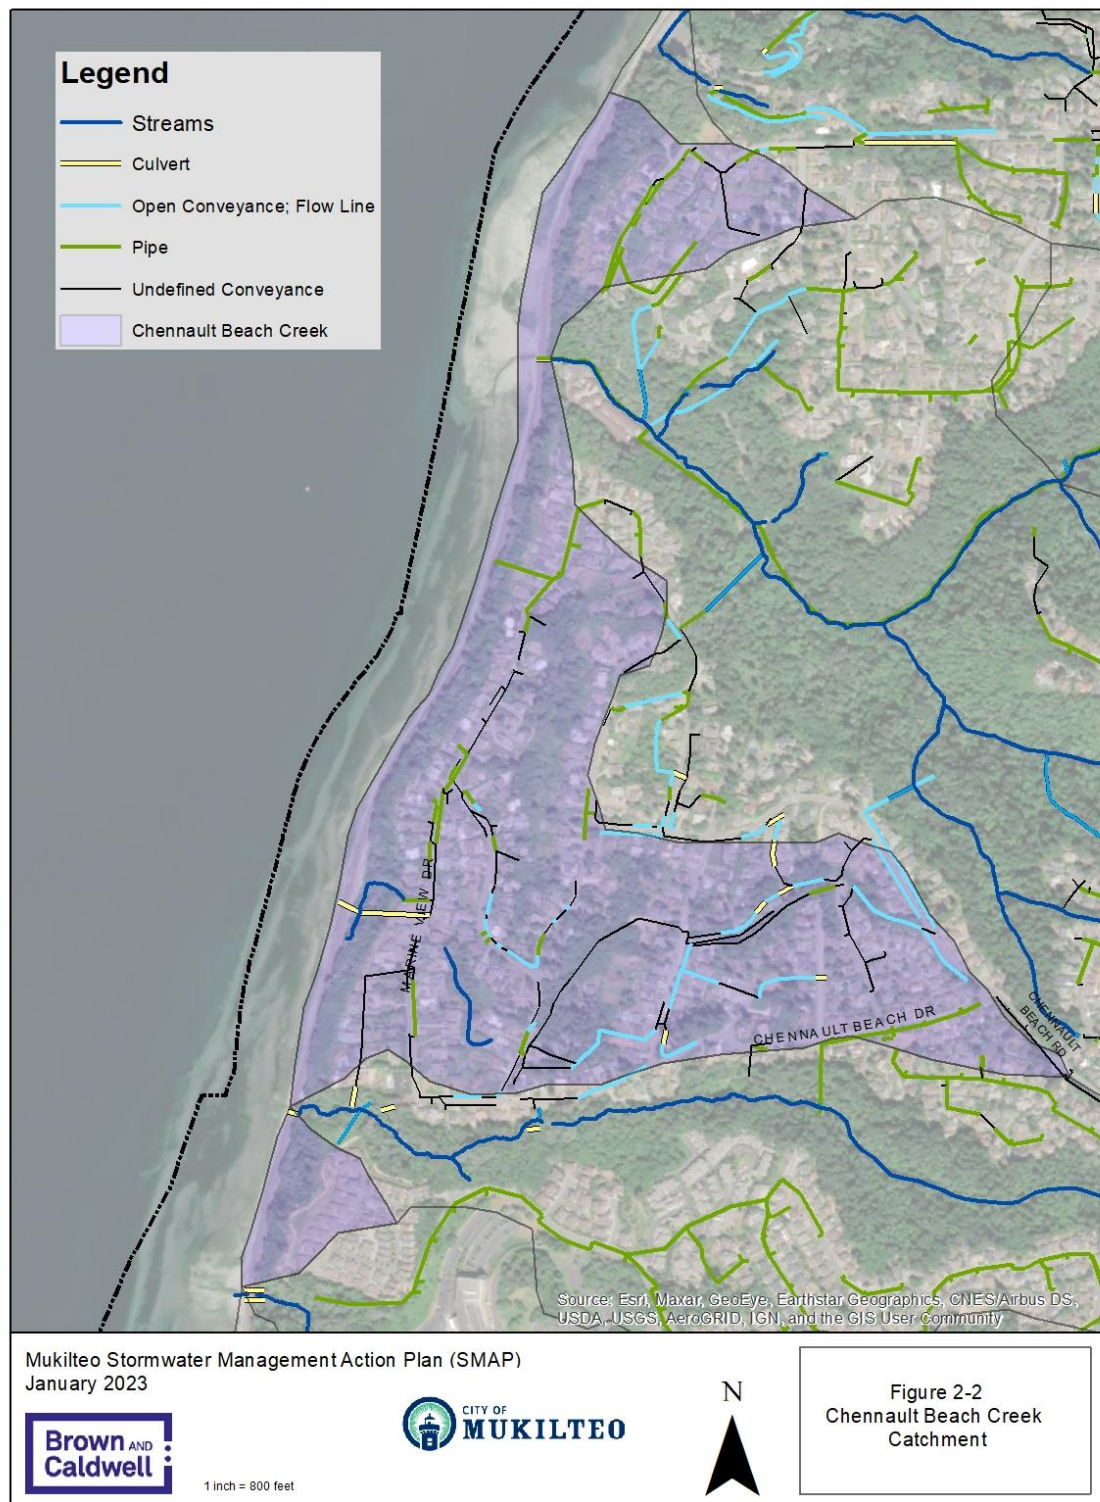 Legend
Streams
Culvert
Open Conveyance; Flow Line
Pipe
Undefined Conveyance
Chennault Beach Creek
MARINE VIEW DR
CHENNAULT BEACH DR
CHENNAULT
BEACH RD
Source: Esri, Maxar, GeoEye, Earthstar Geographics, CNES/Airbus DS,
USDA, USGS, AeroGRID, IGN, and the GIS User Community
Mukilteo Stormwater Management Action Plan (SMAP)
January 2023
Brown AND
Caldwell
1 inch = 800 feet
CITY OF
MUKILTEO
N
Figure 2-2
Chennault Beach Creek
Catchment